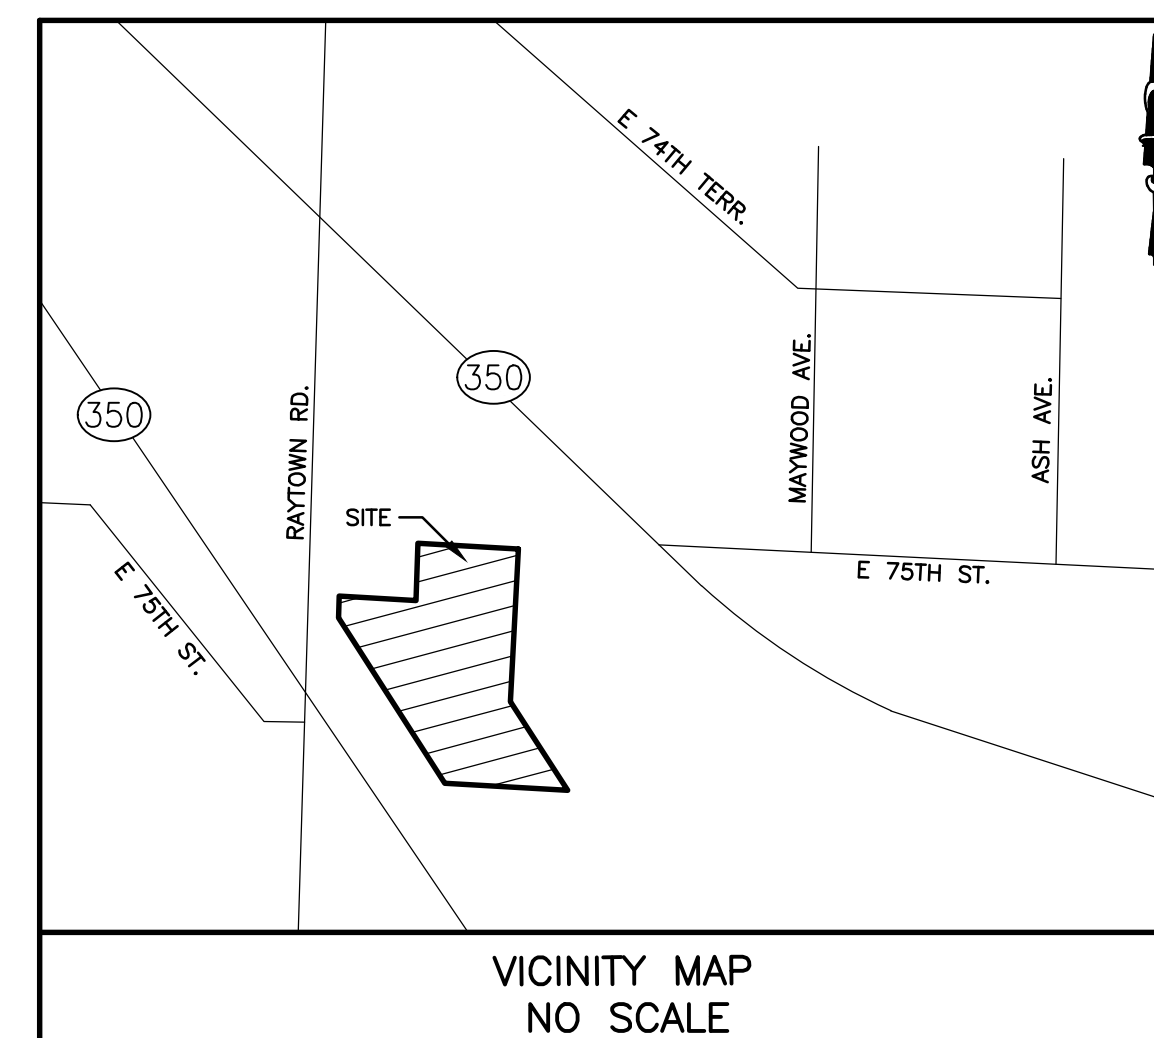 E 74TH TERR.
350
350
RAYTOWN RD.
MAYWOOD AVE.
ASH AVE.
SITE
E 75TH ST.
E 75TH ST.
VICINITY MAP
NO SCALE